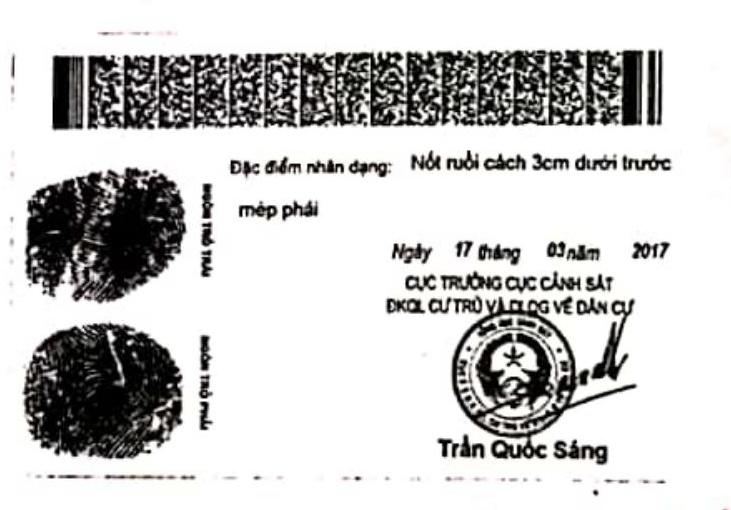 Đặc điểm nhân dạng: Nốt ruồi cách 3cm dưới trước
mép phải
NGÓN TRỎ TRÁI
Ngày 17 tháng 03 năm 2017
CỤC TRƯỞNG CỤC CẢNH SÁT
ĐKQL CƯ TRÚ VÀ DLQG VỀ DÂN CƯ
NGÓN TRỎ PHẢI
Trần Quốc Sáng